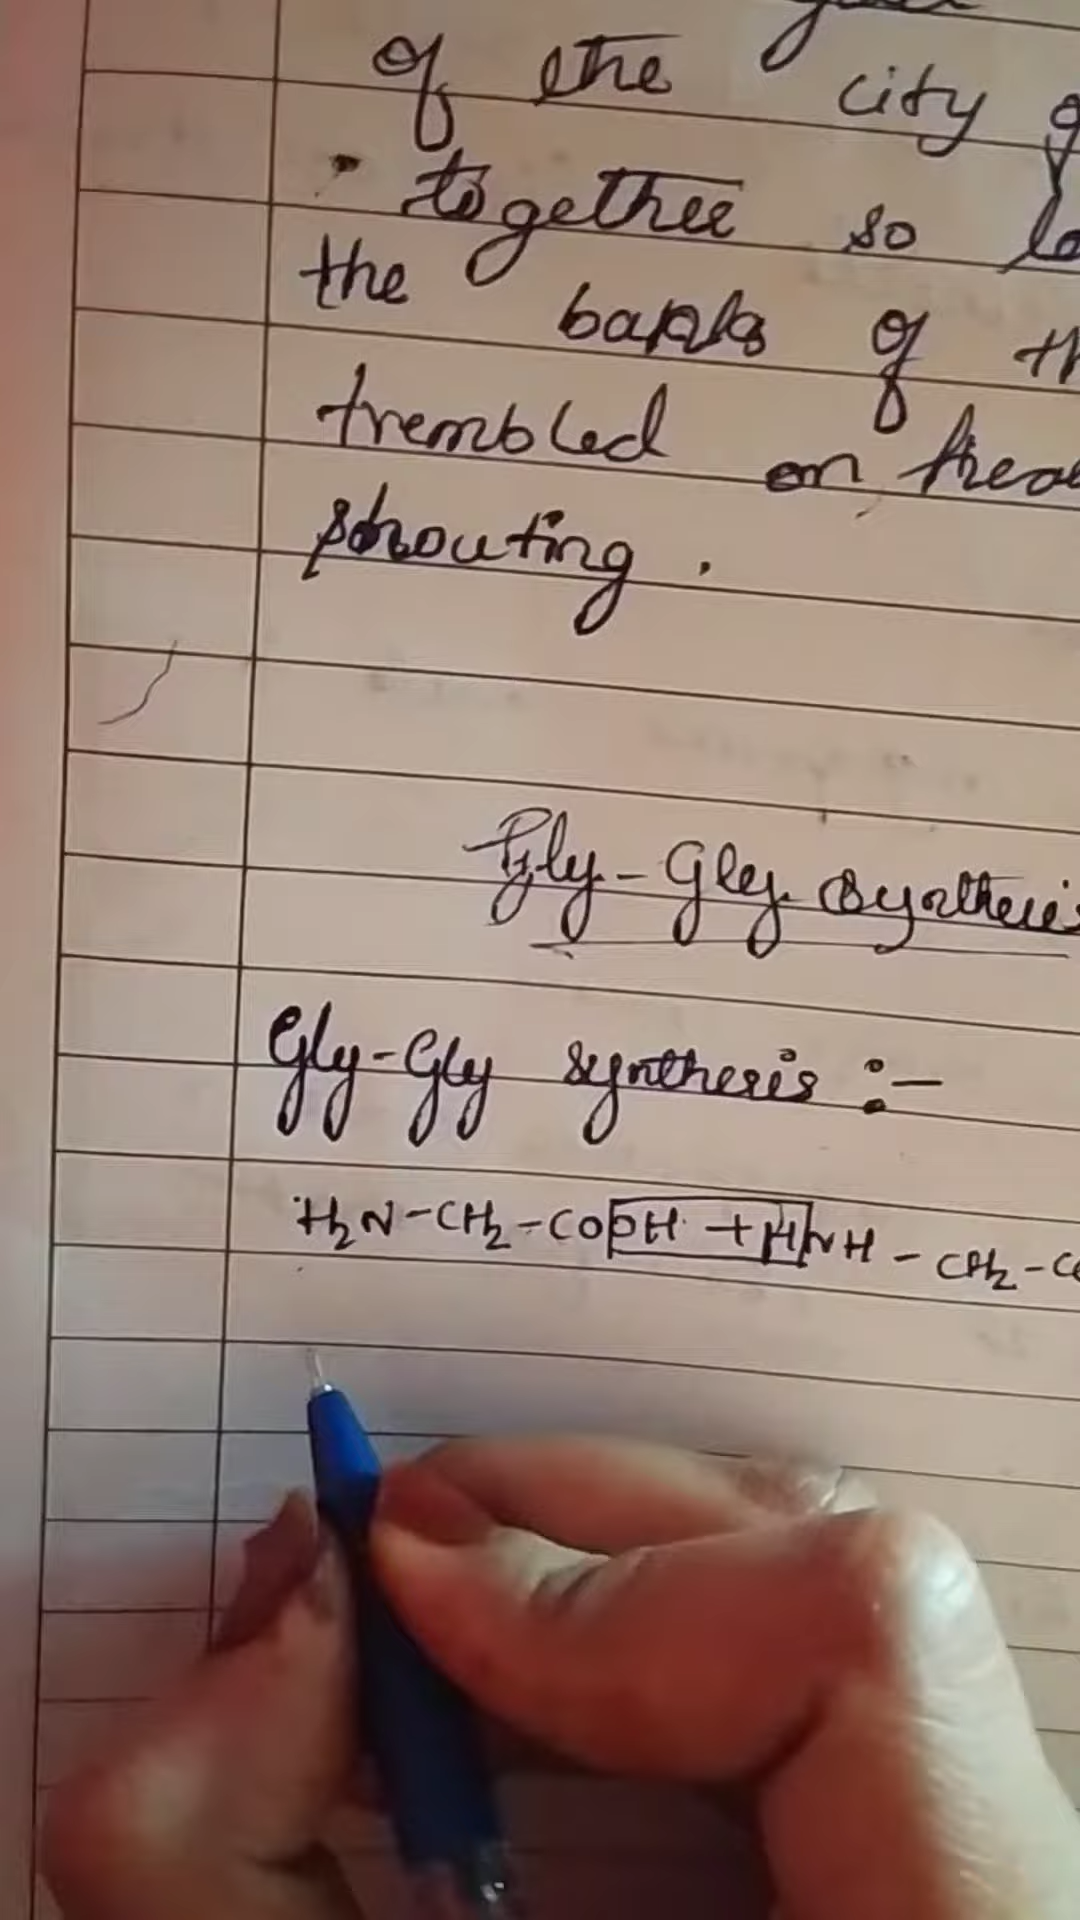 of the city
together so
the banks of
trembled on
shouting.
Gly-Gly Synthesis
Gly-Gly synthesis :-
H₂N-CH₂-COOH + HNH - CH₂-